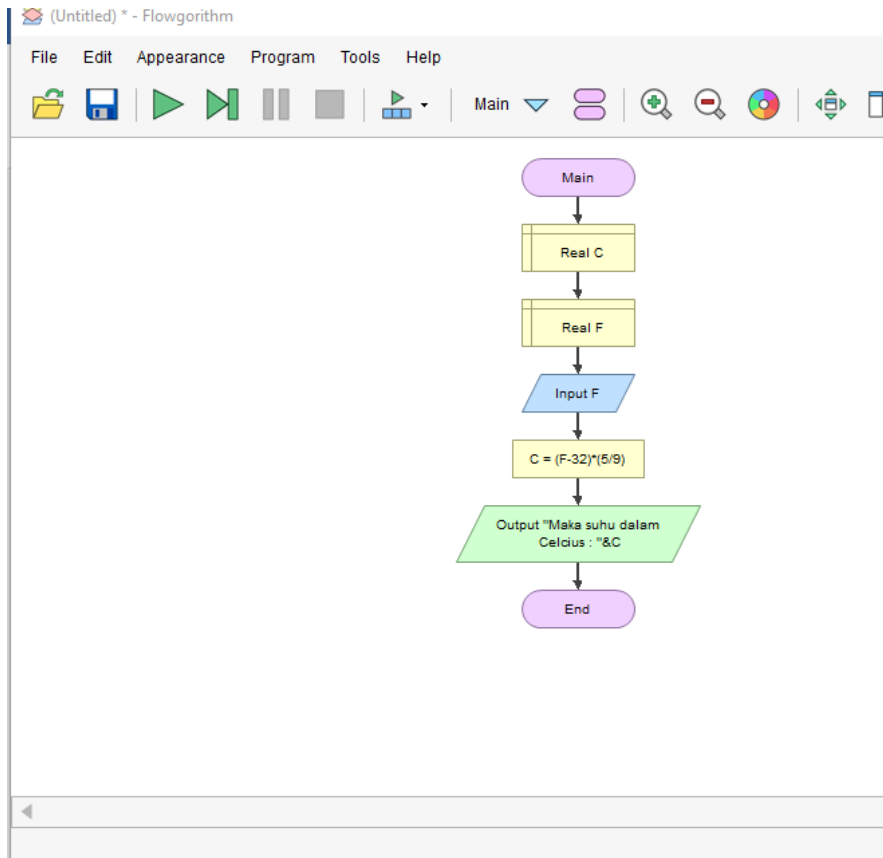 (Untitled) * - Flowgorithm
File Edit Appearance Program Tools Help
Main
Main
Real C
Real F
Input F
C = (F-32)*(5/9)
Output "Maka suhu dalam
Celcius : "&C
End